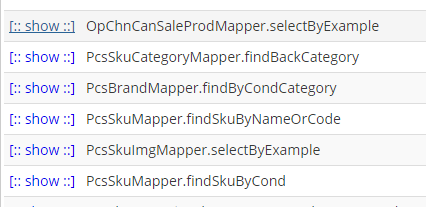 [:: show ::] OpChnCanSaleProdMapper.selectByExample
[:: show ::] PcsSkuCategoryMapper.findBackCategory
[:: show ::] PcsBrandMapper.findByCondCategory
[:: show ::] PcsSkuMapper.findSkuByNameOrCode
[:: show ::] PcsSkuImgMapper.selectByExample
[:: show ::] PcsSkuMapper.findSkuByCond